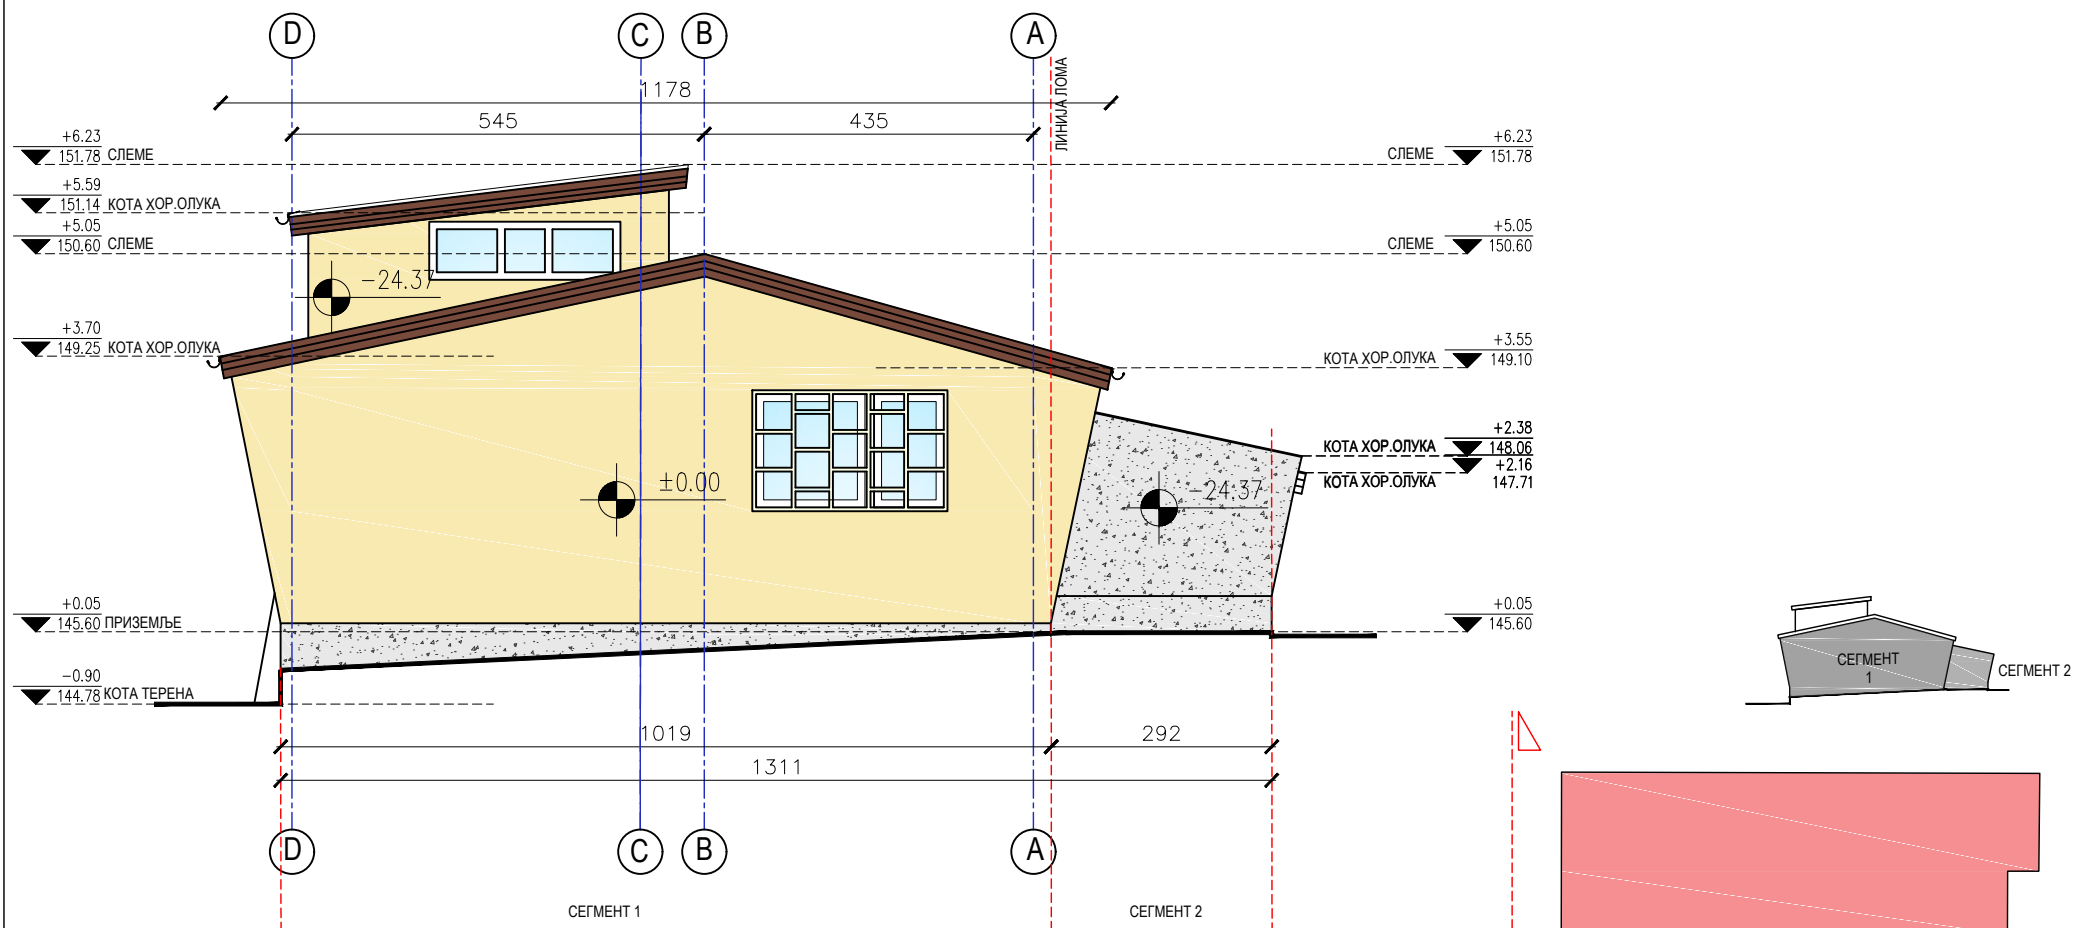 D
C
B
A
ЛИНИЈА ЛОМА
1178
545
435
+6.23
151.78 СЛЕМЕ
+5.59
151.14 КОТА ХОР.ОЛУКА
+5.05
150.60 СЛЕМЕ
+3.70
149.25 КОТА ХОР.ОЛУКА
+0.05
145.60 ПРИЗЕМЉЕ
-0.90
144.78 КОТА ТЕРЕНА
-24.37
±0.00
-24.37
+6.23
СЛЕМЕ 151.78
+5.05
СЛЕМЕ 150.60
+3.55
КОТА ХОР.ОЛУКА 149.10
+2.38
КОТА ХОР.ОЛУКА 148.06
+2.16
КОТА ХОР.ОЛУКА 147.71
+0.05
145.60
1019
292
1311
D
C
B
A
СЕГМЕНТ 1
СЕГМЕНТ 2
СЕГМЕНТ
1
СЕГМЕНТ 2